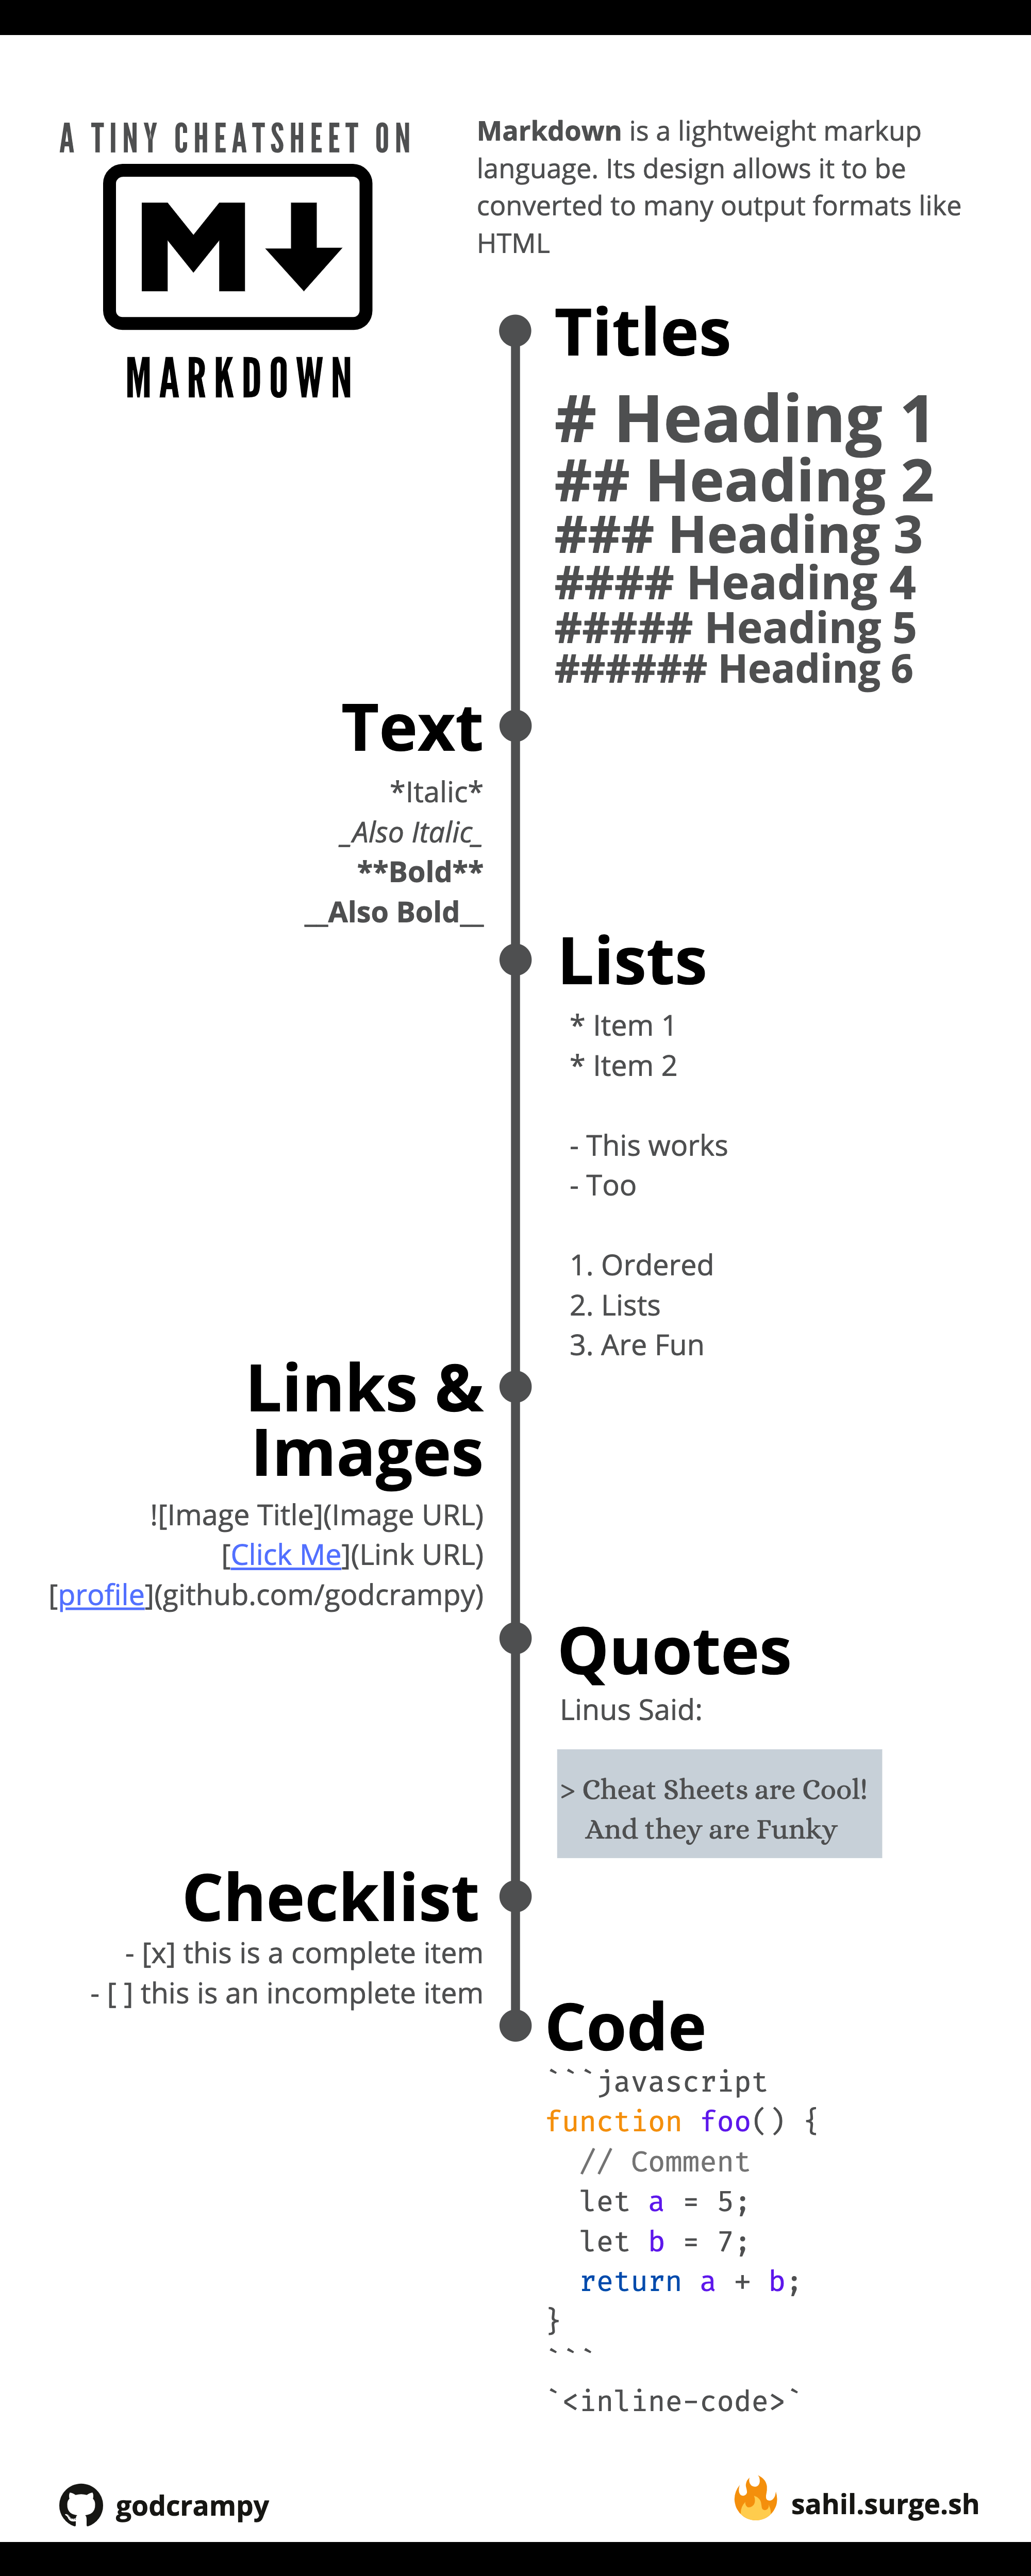 A TINY CHEATSHEET ON
M
MARKDOWN
Markdown is a lightweight markup
language. Its design allows it to be
converted to many output formats like
HTML
Titles
# Heading 1
## Heading 2
### Heading 3
#### Heading 4
##### Heading 5
###### Heading 6
Text
*Italic*
_Also Italic_
**Bold**
__Also Bold__
Lists
* Item 1
* Item 2
- This works
- Too
1. Ordered
2. Lists
3. Are Fun
Links &
Images
![Image Title](Image URL)
[Click Me](Link URL)
[profile](github.com/godcrampy)
Quotes
Linus Said:
> Cheat Sheets are Cool!
And they are Funky
Checklist
- [x] this is a complete item
- [ ] this is an incomplete item
Code
```javascript
function foo() {
  // Comment
  let a = 5;
  let b = 7;
  return a + b;
}
```
`<inline-code>`
godcrampy
sahil.surge.sh